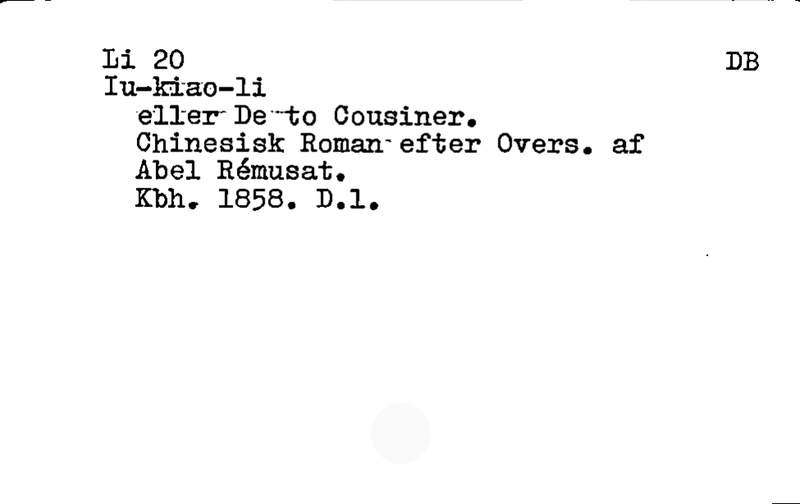 Li 20 DB
Iu-kiao-li
eller De to Cousiner.
Chinesisk Roman efter Overs. af
Abel Rémusat.
Kbh. 1858. D.l.